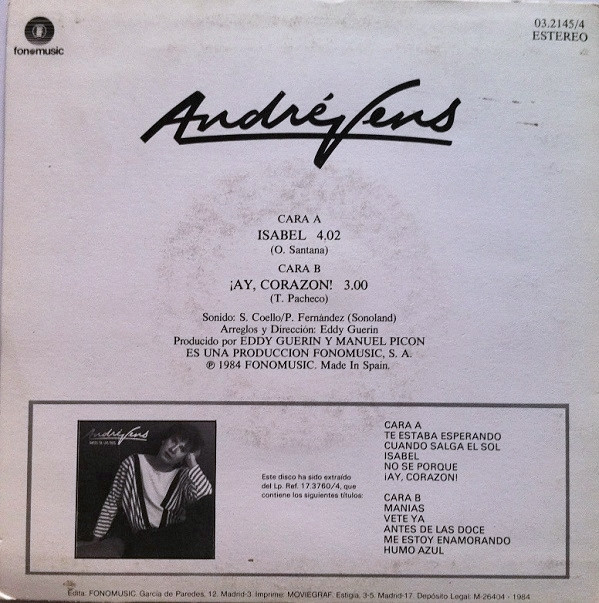 fonomusic
03.2145/4
ESTEREO
Andrés Vens
CARA A
ISABEL 4,02
(O. Santana)
CARA B
¡AY, CORAZON! 3.00
(T. Pacheco)
Sonido: S. Coello/P. Fernández (Sonoland)
Arreglos y Dirección: Eddy Guerin
Producido por EDDY GUERIN Y MANUEL PICON
ES UNA PRODUCCION FONOMUSIC, S. A.
℗ 1984 FONOMUSIC. Made In Spain.
Este disco ha sido extraído
del Lp. Ref. 17.3760/4, que
contiene los siguientes títulos:
CARA A
TE ESTABA ESPERANDO
CUANDO SALGA EL SOL
ISABEL
NO SE PORQUE
¡AY, CORAZON!
CARA B
MANIAS
VETE YA
ANTES DE LAS DOCE
ME ESTOY ENAMORANDO
HUMO AZUL
Edita: FONOMUSIC. García de Paredes, 12. Madrid-3. Imprime: MOVIEGRAF. Estigia, 3-5. Madrid-17. Depósito Legal: M-26404 - 1984